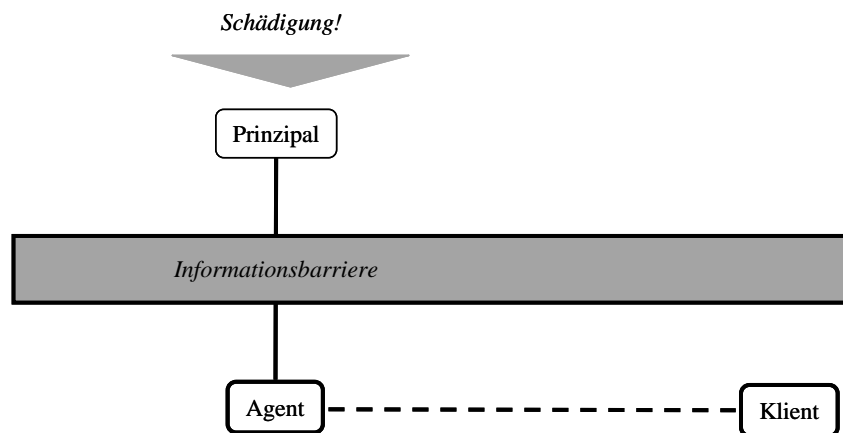 Schädigung!
Prinzipal
Informationsbarriere
Agent
Klient